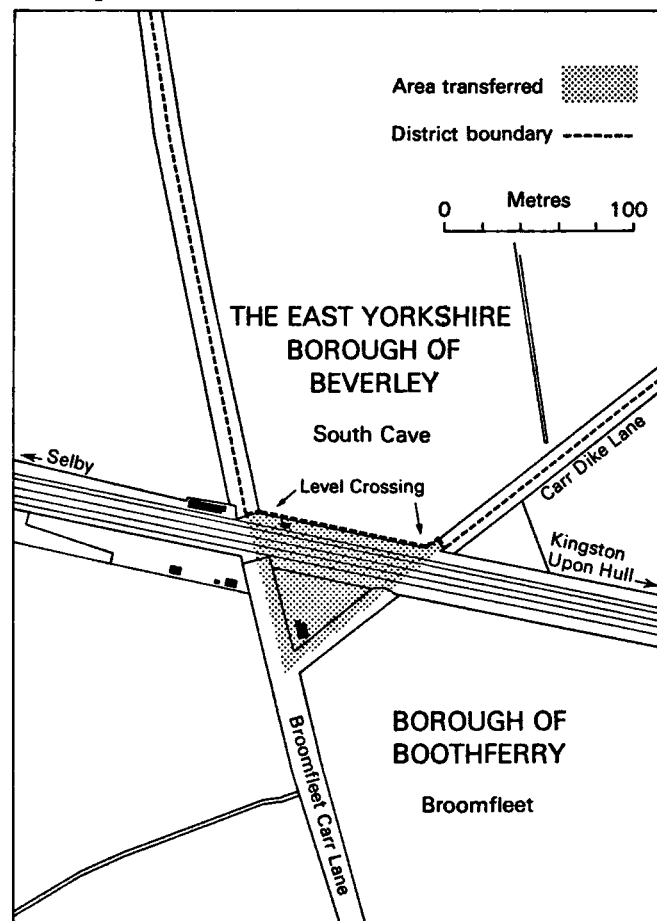 Area transferred
District boundary
Metres
0 100
THE EAST YORKSHIRE
BOROUGH OF
BEVERLEY
South Cave
Selby
Level Crossing
Carr Dike Lane
Kingston
Upon Hull
BOROUGH OF
BOOTHFERRY
Broomfleet
Broomfleet Carr Lane